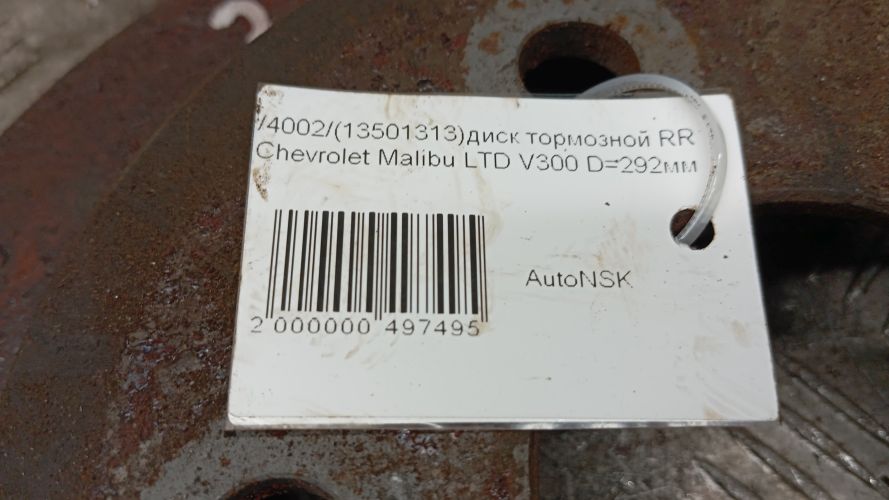 /4002/(13501313)диск тормозной RR
Chevrolet Malibu LTD V300 D=292мм
AutoNSK
2 000000 497495